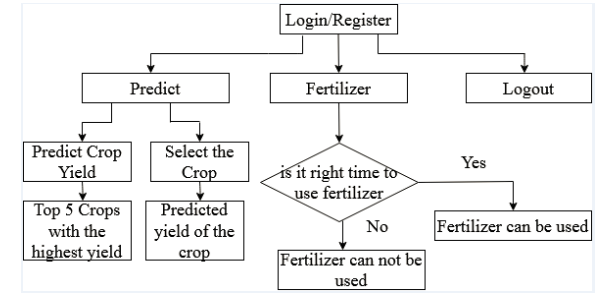 Login/Register
Predict
Fertilizer
Logout
Predict Crop
Yield
Select the
Crop
is it right time to
use fertilizer
Yes
Top 5 Crops
with the
highest yield
Predicted
yield of the
crop
No
Fertilizer can be used
Fertilizer can not be
used